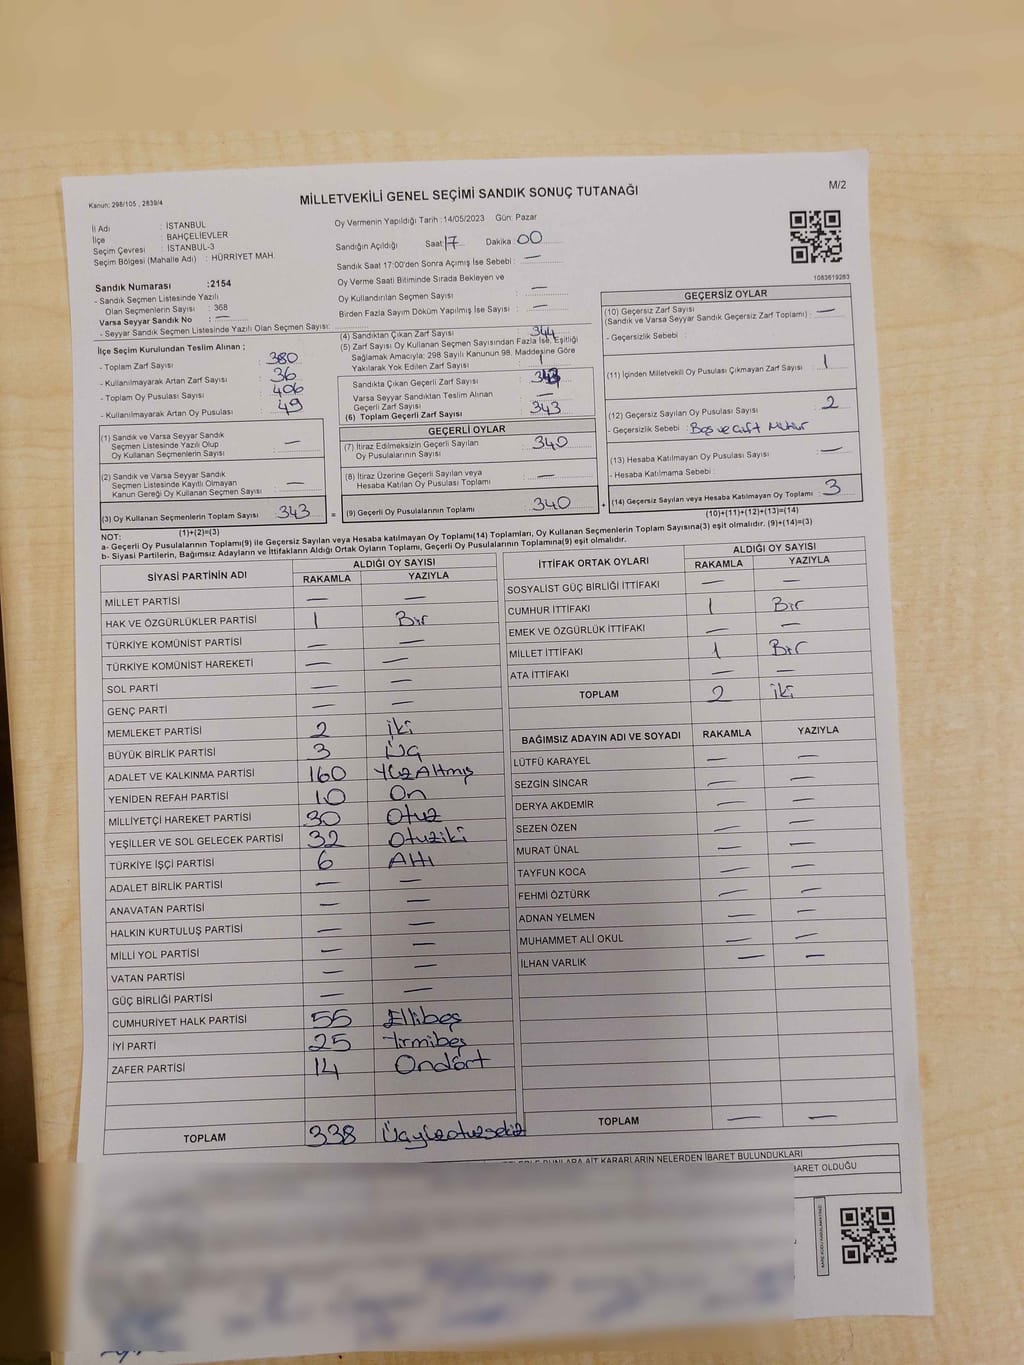 Kanun: 298/105 , 2839/4
MİLLETVEKİLİ GENEL SEÇİMİ SANDIK SONUÇ TUTANAĞI
M/2
İl Adı : İSTANBUL
İlçe : BAHÇELİEVLER
Seçim Çevresi : İSTANBUL-3
Seçim Bölgesi (Mahalle Adı) : HÜRRİYET MAH.
Oy Vermenin Yapıldığı Tarih :14/05/2023 Gün: Pazar
Sandığın Açıldığı Saat: 17 Dakika: 00
Sandık Saat 17:00'den Sonra Açımış İse Sebebi : —
Oy Verme Saati Bitiminde Sırada Bekleyen ve
Oy Kullandırılan Seçmen Sayısı : —
Birden Fazla Sayım Döküm Yapılmış İse Sayısı : —
1083619283
Sandık Numarası :2154
- Sandık Seçmen Listesinde Yazılı
Olan Seçmenlerin Sayısı : 368
Varsa Seyyar Sandık No : —
- Seyyar Sandık Seçmen Listesinde Yazılı Olan Seçmen Sayısı:
İlçe Seçim Kurulundan Teslim Alınan ;
- Toplam Zarf Sayısı : 380
- Kullanılmayarak Artan Zarf Sayısı : 36
- Toplam Oy Pusulası Sayısı : 406
- Kullanılmayarak Artan Oy Pusulası : 49
(1) Sandık ve Varsa Seyyar Sandık
Seçmen Listesinde Yazılı Olup
Oy Kullanan Seçmenlerin Sayısı : —
(2) Sandık ve Varsa Seyyar Sandık
Seçmen Listesinde Kayıtlı Olmayan
Kanun Gereği Oy Kullanan Seçmen Sayısı : —
(3) Oy Kullanan Seçmenlerin Toplam Sayısı : 343 =
(1)+(2)=(3)
(4) Sandıktan Çıkan Zarf Sayısı : 344
(5) Zarf Sayısı Oy Kullanan Seçmen Sayısından Fazla İse, Eşitliği
Sağlamak Amacıyla; 298 Sayılı Kanunun 98. Maddesine Göre
Yakılarak Yok Edilen Zarf Sayısı : 1
Sandıkta Çıkan Geçerli Zarf Sayısı : 343
Varsa Seyyar Sandıktan Teslim Alınan
Geçerli Zarf Sayısı : —
(6) Toplam Geçerli Zarf Sayısı : 343
GEÇERLİ OYLAR
(7) İtiraz Edilmeksizin Geçerli Sayılan
Oy Pusulalarının Sayısı : 340
(8) İtiraz Üzerine Geçerli Sayılan veya
Hesaba Katılan Oy Pusulası Toplamı : —
(9) Geçerli Oy Pusulalarının Toplamı : 340 +
GEÇERSİZ OYLAR
(10) Geçersiz Zarf Sayısı
(Sandık ve Varsa Seyyar Sandık Geçersiz Zarf Toplamı) : —
- Geçersizlik Sebebi :
(11) İçinden Milletvekili Oy Pusulası Çıkmayan Zarf Sayısı : 1
(12) Geçersiz Sayılan Oy Pusulası Sayısı : 2
- Geçersizlik Sebebi : Boş ve Çift Mühür
(13) Hesaba Katılmayan Oy Pusulası Sayısı : —
- Hesaba Katılmama Sebebi :
(14) Geçersiz Sayılan veya Hesaba Katılmayan Oy Toplamı : 3
(10)+(11)+(12)+(13)=(14)
NOT:
a- Geçerli Oy Pusulaları Toplamı(9) ile Geçersiz Sayılan veya Hesaba Katılmayan Oy Toplamı(14) Toplamları, Oy Kullanan Seçmenlerin Toplam Sayısına(3) eşit olmalıdır. (9)+(14)=(3)
b- Siyasi Partilerin, Bağımsız Adayların ve İttifakların Aldığı Ortak Oyların Toplamı, Geçerli Oy Pusulalarının Toplamına(9) eşit olmalıdır.
SİYASİ PARTİNİN ADI ALDIĞI OY SAYISI
RAKAMLA YAZIYLA
MİLLET PARTİSİ — —
HAK VE ÖZGÜRLÜKLER PARTİSİ 1 Bir
TÜRKİYE KOMÜNİST PARTİSİ — —
TÜRKİYE KOMÜNİST HAREKETİ — —
SOL PARTİ — —
GENÇ PARTİ — —
MEMLEKET PARTİSİ 2 iki
BÜYÜK BİRLİK PARTİSİ 3 Üç
ADALET VE KALKINMA PARTİSİ 160 YüzAltmış
YENİDEN REFAH PARTİSİ 10 On
MİLLİYETÇİ HAREKET PARTİSİ 30 Otuz
YEŞİLLER VE SOL GELECEK PARTİSİ 32 Otuziki
TÜRKİYE İŞÇİ PARTİSİ 6 Altı
ADALET BİRLİK PARTİSİ — —
ANAVATAN PARTİSİ — —
HALKIN KURTULUŞ PARTİSİ — —
MİLLİ YOL PARTİSİ — —
VATAN PARTİSİ — —
GÜÇ BİRLİĞİ PARTİSİ — —
CUMHURİYET HALK PARTİSİ 55 Ellibeş
İYİ PARTİ 25 Yirmibeş
ZAFER PARTİSİ 14 Ondört
TOPLAM 338 Üçyüzotuzsekiz
İTTİFAK ORTAK OYLARI ALDIĞI OY SAYISI
RAKAMLA YAZIYLA
SOSYALİST GÜÇ BİRLİĞİ İTTİFAKI — —
CUMHUR İTTİFAKI 1 Bir
EMEK VE ÖZGÜRLÜK İTTİFAKI — —
MİLLET İTTİFAKI 1 Bir
ATA İTTİFAKI — —
TOPLAM 2 iki
BAĞIMSIZ ADAYIN ADI VE SOYADI RAKAMLA YAZIYLA
LÜTFÜ KARAYEL — —
SEZGİN SİNCAR — —
DERYA AKDEMİR — —
SEZEN ÖZEN — —
MURAT ÜNAL — —
TAYFUN KOCA — —
FEHMİ ÖZTÜRK — —
ADNAN YELMEN — —
MUHAMMET ALİ OKUL — —
İLHAN VARLIK — —
TOPLAM — —
BUNLARA AİT KARARLARIN NELERDEN İBARET BULUNDUKLARI
BARET OLDUĞU